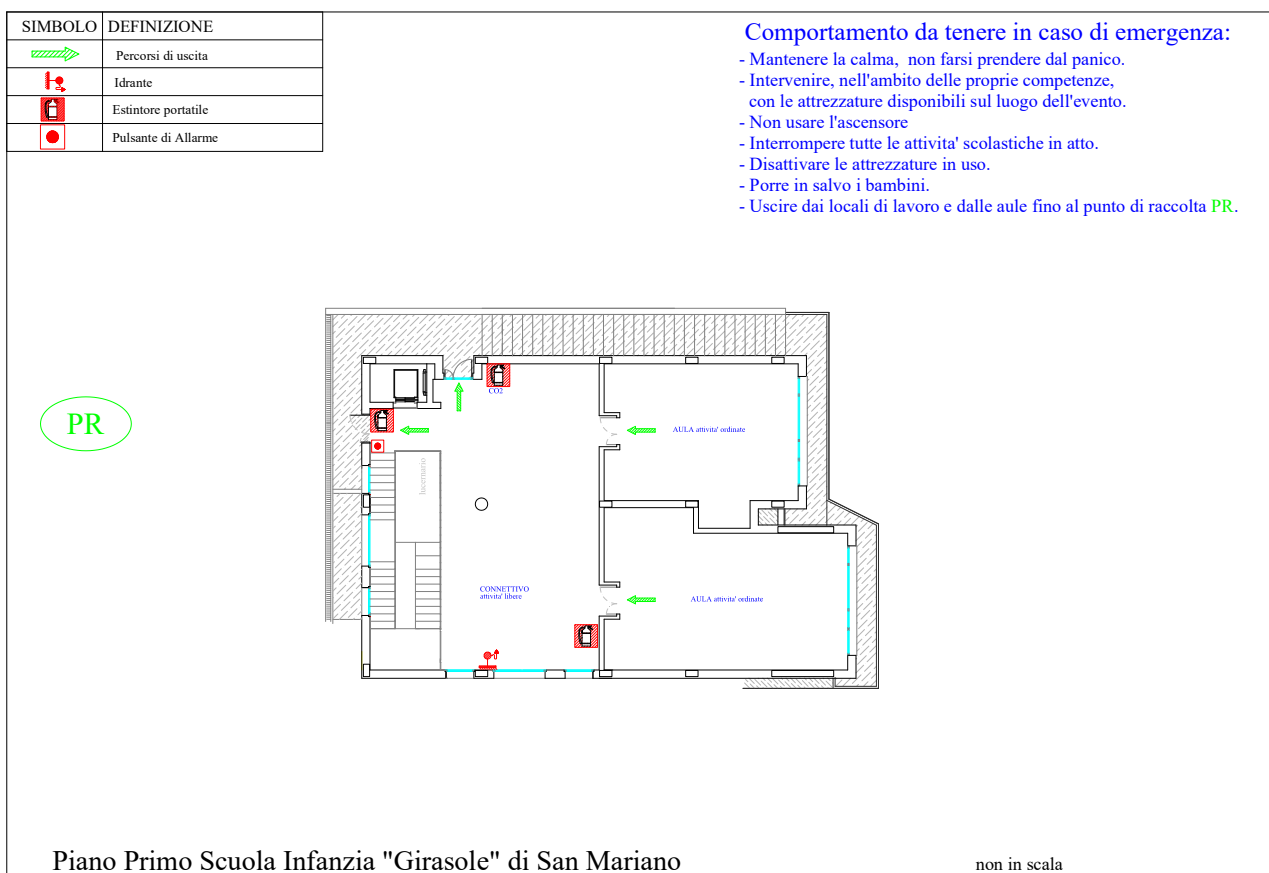 SIMBOLO DEFINIZIONE
Percorsi di uscita
Idrante
Estintore portatile
Pulsante di Allarme
Comportamento da tenere in caso di emergenza:
- Mantenere la calma, non farsi prendere dal panico.
- Intervenire, nell'ambito delle proprie competenze,
con le attrezzature disponibili sul luogo dell'evento.
- Non usare l'ascensore
- Interrompere tutte le attivita' scolastiche in atto.
- Disattivare le attrezzature in uso.
- Porre in salvo i bambini.
- Uscire dai locali di lavoro e dalle aule fino al punto di raccolta PR.
PR
CO2
AULA attivita' ordinate
lucernario
CONNETTIVO
attivita' libere
AULA attivita' ordinate
Piano Primo Scuola Infanzia "Girasole" di San Mariano
non in scala